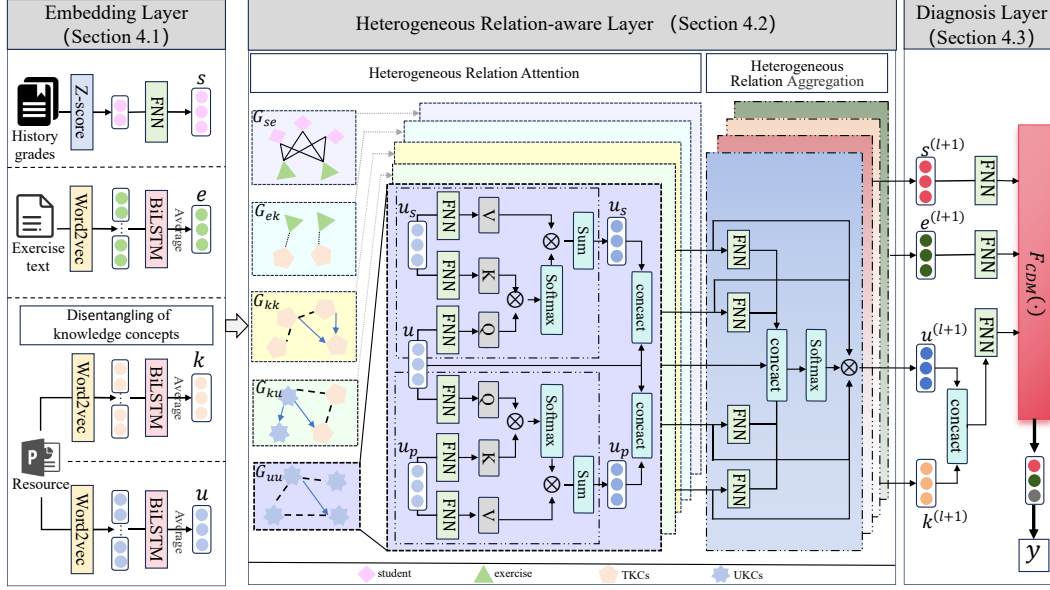 Embedding Layer
(Section 4.1)
Z-score
FNN
s
History
grades
Word2vec
BiLSTM
Average
e
Exercise
text
Disentangling of
knowledge concepts
Word2vec
BiLSTM
Average
k
P
Resource
Word2vec
BiLSTM
Average
u
Heterogeneous Relation-aware Layer (Section 4.2)
Heterogeneous Relation Attention
G_se
G_ek
G_kk
G_ku
G_uu
u_s
FNN
V
Sum
u_s
FNN
K
Softmax
u
FNN
Q
concact
FNN
Q
Softmax
concact
u_p
FNN
K
Sum
u_p
FNN
V
Heterogeneous
Relation Aggregation
FNN
FNN
concact
Softmax
FNN
FNN
student
exercise
TKCs
UKCs
Diagnosis Layer
(Section 4.3)
s^(l+1)
FNN
e^(l+1)
FNN
u^(l+1)
FNN
concact
k^(l+1)
F_CDM(·)
y